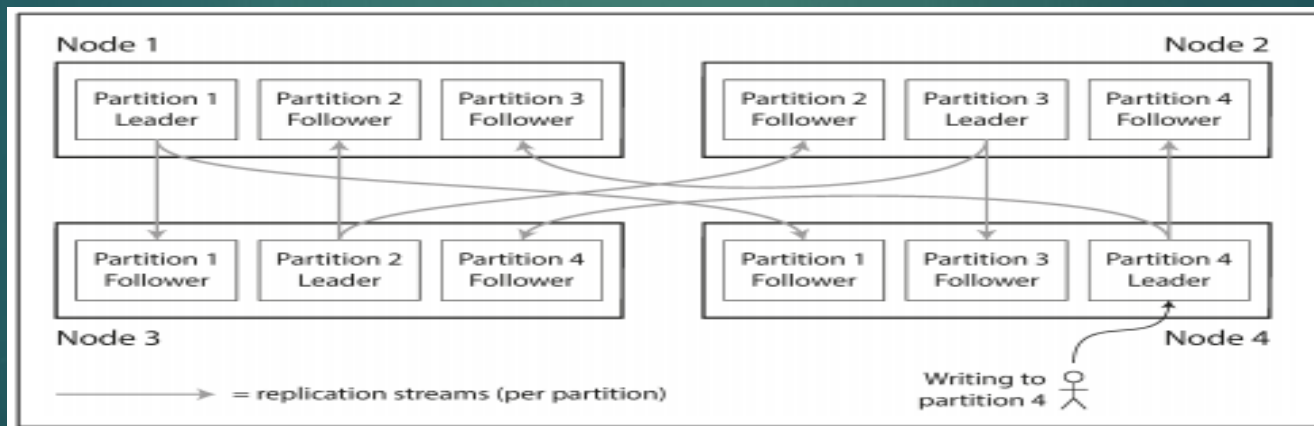 Node 1
Node 2
Partition 1
Leader
Partition 2
Follower
Partition 3
Follower
Partition 2
Follower
Partition 3
Leader
Partition 4
Follower
Partition 1
Follower
Partition 2
Leader
Partition 4
Follower
Partition 1
Follower
Partition 3
Follower
Partition 4
Leader
Node 3
Node 4
= replication streams (per partition)
Writing to
partition 4